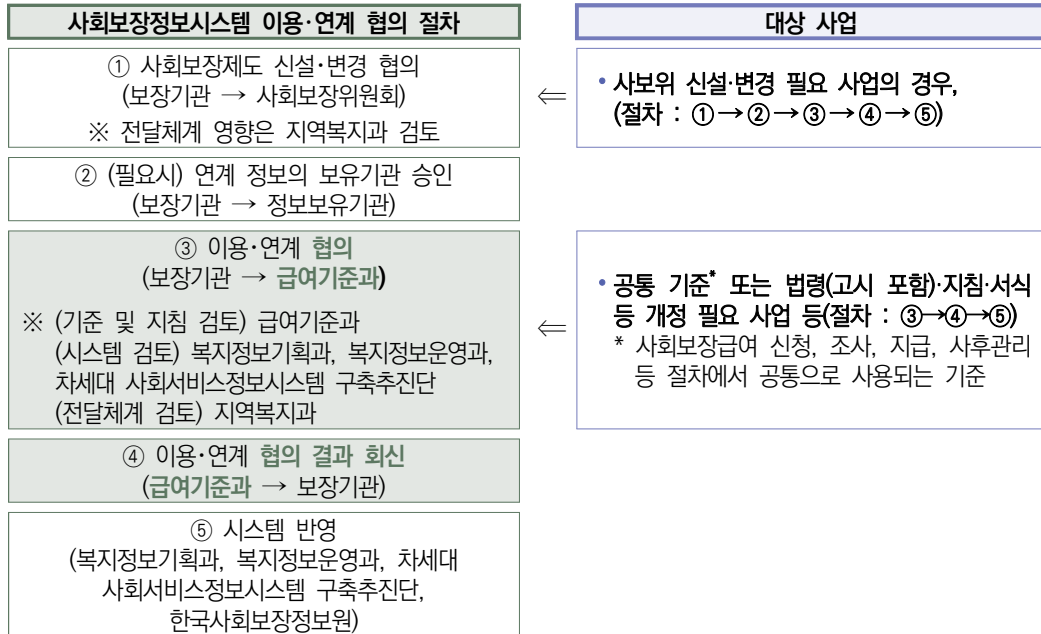 사회보장정보시스템 이용·연계 협의 절차
① 사회보장제도 신설·변경 협의
(보장기관 → 사회보장위원회)
※ 전달체계 영향은 지역복지과 검토
② (필요시) 연계 정보의 보유기관 승인
(보장기관 → 정보보유기관)
③ 이용·연계 협의
(보장기관 → 급여기준과)
※ (기준 및 지침 검토) 급여기준과
(시스템 검토) 복지정보기획과, 복지정보운영과,
차세대 사회서비스정보시스템 구축추진단
(전달체계 검토) 지역복지과
④ 이용·연계 협의 결과 회신
(급여기준과 → 보장기관)
⑤ 시스템 반영
(복지정보기획과, 복지정보운영과, 차세대
사회서비스정보시스템 구축추진단,
한국사회보장정보원)
대상 사업
⇐
• 사보위 신설·변경 필요 사업의 경우,
(절차 : ①→②→③→④→⑤)
⇐
• 공통 기준* 또는 법령(고시 포함)·지침·서식
등 개정 필요 사업 등(절차 : ③→④→⑤)
* 사회보장급여 신청, 조사, 지급, 사후관리
등 절차에서 공통으로 사용되는 기준